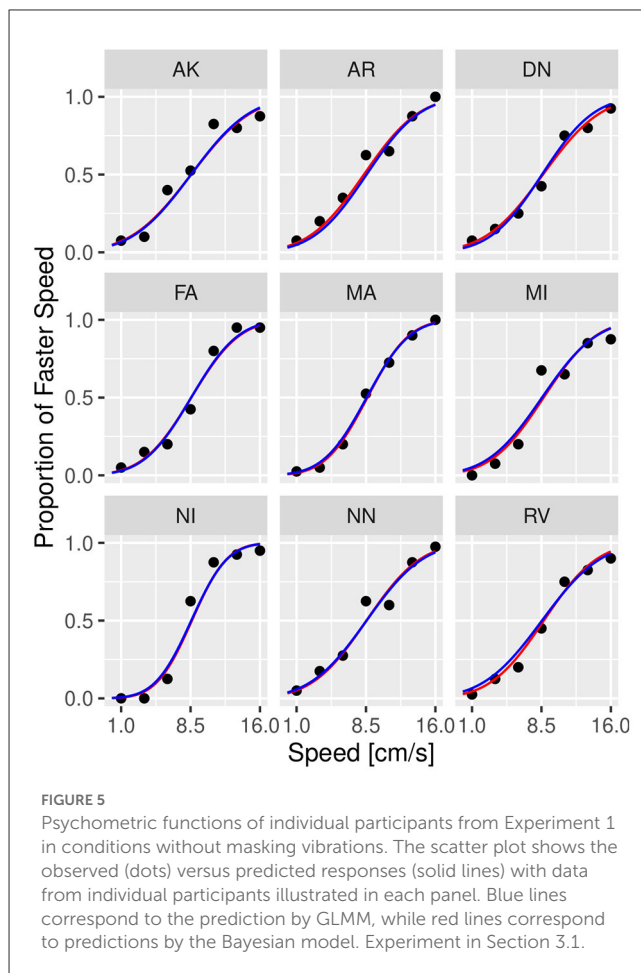 AK AR DN
1.0
0.5
0.0
FA MA MI
1.0
0.5
0.0
NI NN RV
1.0
0.5
0.0
1.0 8.5 16.0 1.0 8.5 16.0 1.0 8.5 16.0
Proportion of Faster Speed
Speed [cm/s]
FIGURE 5
Psychometric functions of individual participants from Experiment 1
in conditions without masking vibrations. The scatter plot shows the
observed (dots) versus predicted responses (solid lines) with data
from individual participants illustrated in each panel. Blue lines
correspond to the prediction by GLMM, while red lines correspond
to predictions by the Bayesian model. Experiment in Section 3.1.